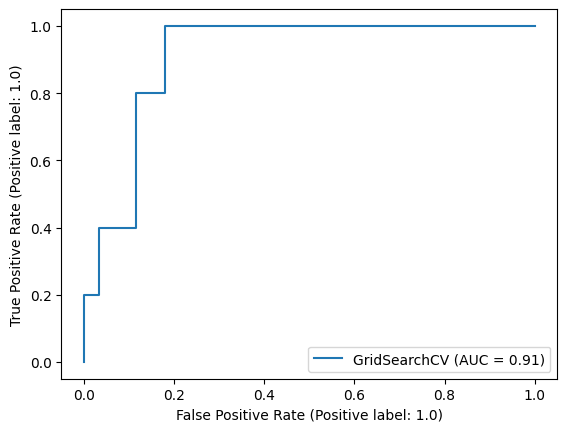 1.0
0.8
0.6
0.4
0.2
0.0
True Positive Rate (Positive label: 1.0)
GridSearchCV (AUC = 0.91)
0.0 0.2 0.4 0.6 0.8 1.0
False Positive Rate (Positive label: 1.0)